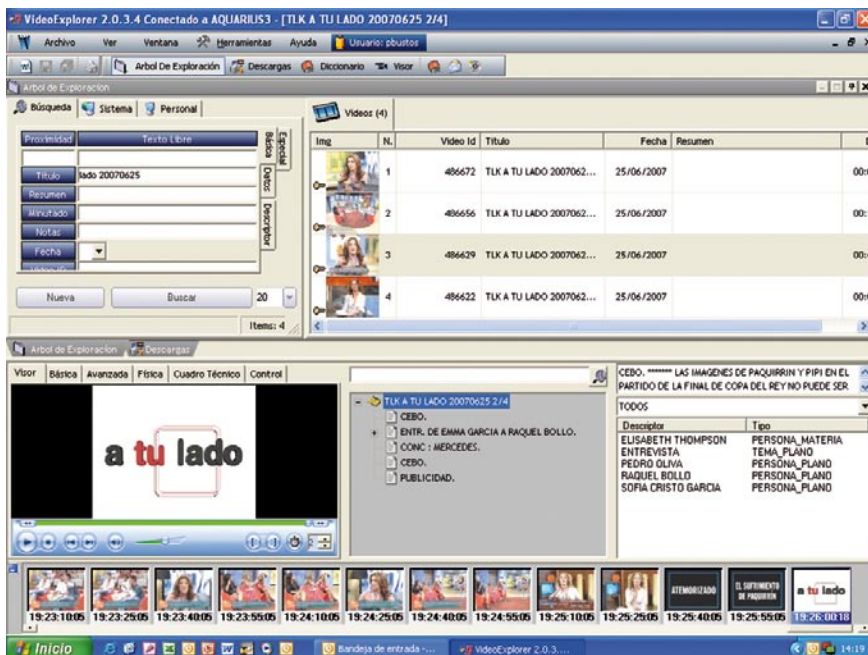 VideoExplorer 2.0.3.4 Conectado a AQUARIUS3 - [TLK A TU LADO 20070625 2/4]
Archivo Ver Ventana Herramientas Ayuda Usuario: pbustos
Arbol De Exploración Descargas Diccionario Visor
Arbol de Exploración
Búsqueda Sistema Personal
Proximidad Texto Libre
Título lado 20070625
Resumen
Minutado
Notas
Fecha
Especial
Básica
Datos
Descriptor
Nueva Buscar 20
Items: 4
Videos (4)
Img N. Video Id Título Fecha Resumen
1 486672 TLK A TU LADO 2007062... 25/06/2007 00:
2 486656 TLK A TU LADO 2007062... 25/06/2007 00:
3 486629 TLK A TU LADO 2007062... 25/06/2007 00:
4 486622 TLK A TU LADO 2007062... 25/06/2007 00:
Arbol de Exploración Descargas
Visor Básica Avanzada Física Cuadro Técnico Control
a tu lado
TLK A TU LADO 20070625 2/4
CEBO.
ENTR. DE EMMA GARCIA A RAQUEL BOLLO.
CONC : MERCEDES.
CEBO.
PUBLICIDAD.
CEBO. ******* LAS IMAGENES DE PAQUIRRIN Y PIPI EN EL
PARTIDO DE LA FINAL DE COPA DEL REY NO PUEDE SER
TODOS
Descriptor Tipo
ELISABETH THOMPSON PERSONA_MATERIA
ENTREVISTA TEMA_PLANO
PEDRO OLIVA PERSONA_PLANO
RAQUEL BOLLO PERSONA_PLANO
SOFIA CRISTO GARCIA PERSONA_PLANO
ATEMORIZADO
EL SUFRIMIENTO
DE PAQUIRRÍN
a tu lado
19:23:10:05 19:23:25:05 19:23:40:05 19:23:55:05 19:24:10:05 19:24:25:05 19:24:40:05 19:24:55:05 19:25:10:05 19:25:25:05 19:25:40:05 19:25:55:05 19:26:00:18
Inicio Bandeja de entrada -... VideoExplorer 2.0.3.... 14:19